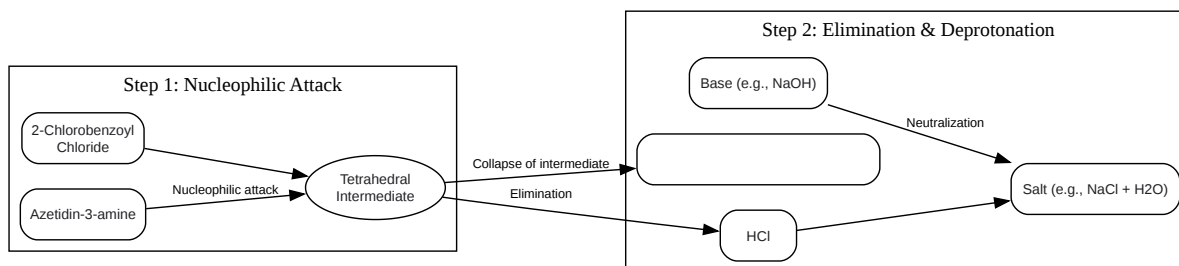 Step 1: Nucleophilic Attack
2-Chlorobenzoyl
Chloride
Azetidin-3-amine
Nucleophilic attack
Tetrahedral
Intermediate
Collapse of intermediate
Elimination
Step 2: Elimination & Deprotonation
Base (e.g., NaOH)
Neutralization
HCl
Salt (e.g., NaCl + H2O)